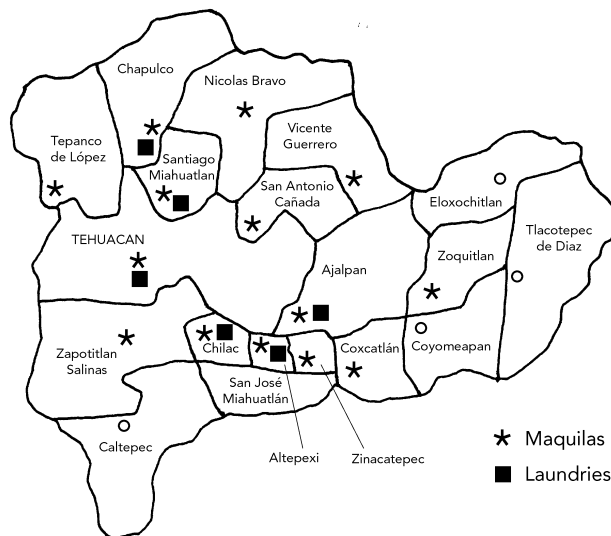 Chapulco
Nicolas Bravo
Tepanco
de López
Santiago
Miahuatlan
Vicente
Guerrero
San Antonio
Cañada
Eloxochitlan
Tlacotepec
de Diaz
TEHUACAN
Ajalpan
Zoquitlan
Zapotitlan
Salinas
Chilac
Coxcatlán
Coyomeapan
San José
Miahuatlán
Caltepec
Altepexi
Zinacatepec
Maquilas
Laundries